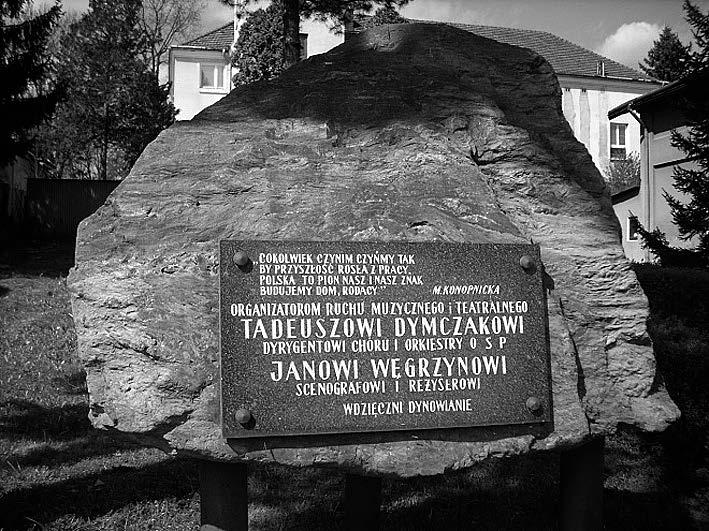 „COKOLWIEK CZYNIM CZYŃMY TAK
BY PRZYSZŁOŚĆ ROSŁA Z PRACY,
POLSKA TO PION NASZ I NASZ ZNAK
BUDUJEMY DOM, RODACY” M. KONOPNICKA
ORGANIZATOROM RUCHU MUZYCZNEGO i TEATRALNEGO
TADEUSZOWI DYMCZAKOWI
DYRYGENTOWI CHÓRU I ORKIESTRY O S P
JANOWI WĘGRZYNOWI
SCENOGRAFOWI I REŻYSEROWI
WDZIĘCZNI DYNOWIANIE